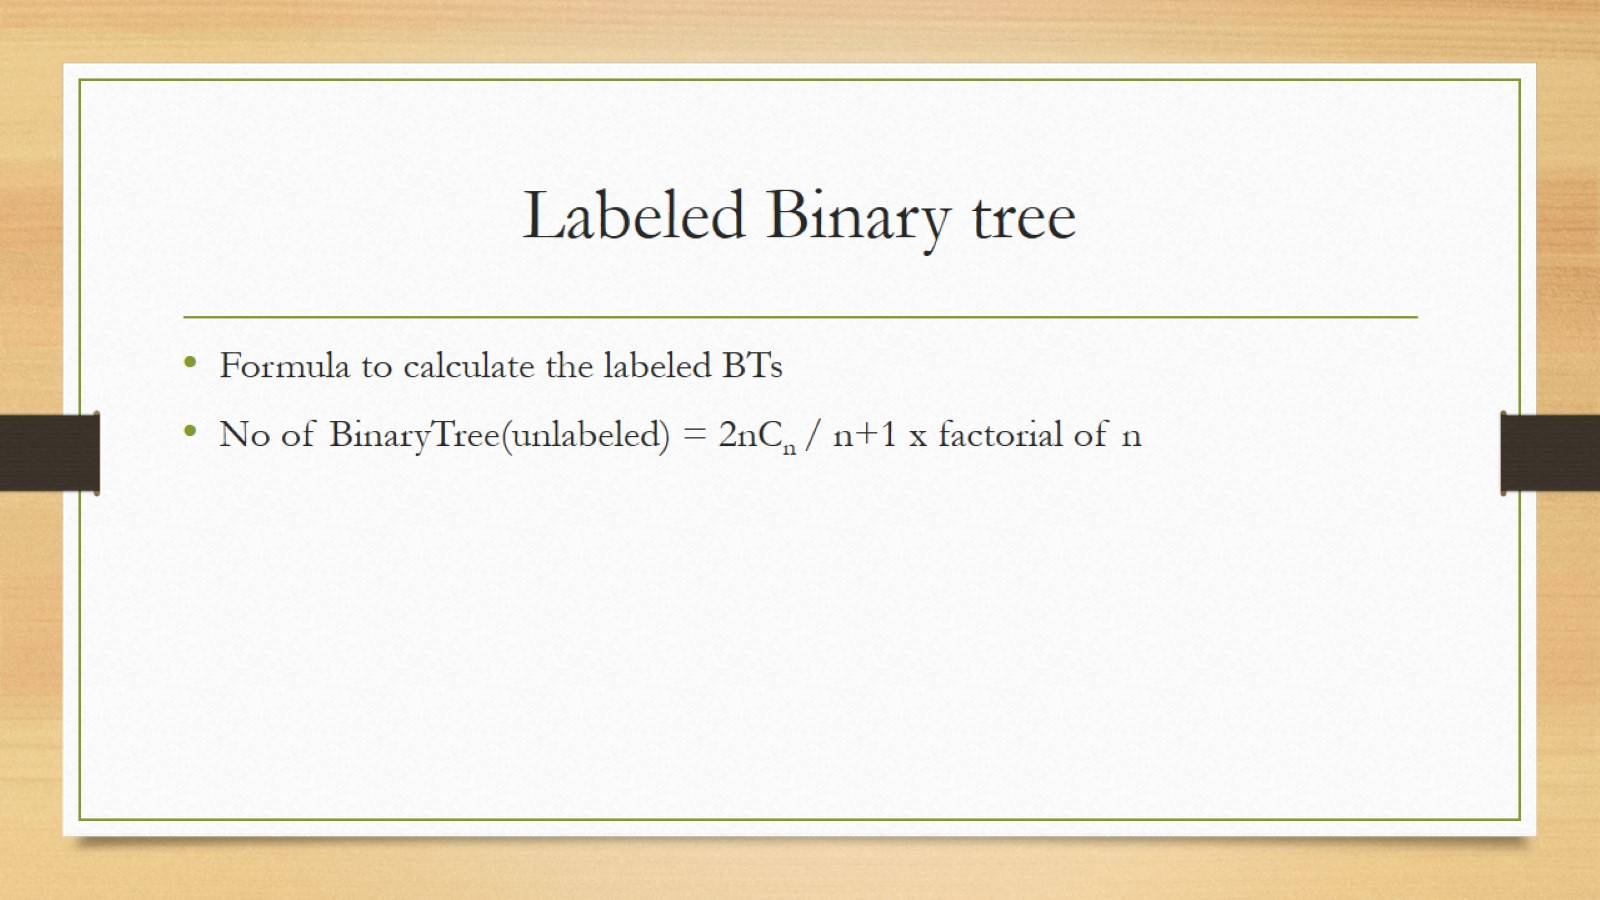 Labeled Binary tree
• Formula to calculate the labeled BTs
• No of BinaryTree(unlabeled) = 2nCn / n+1 x factorial of n